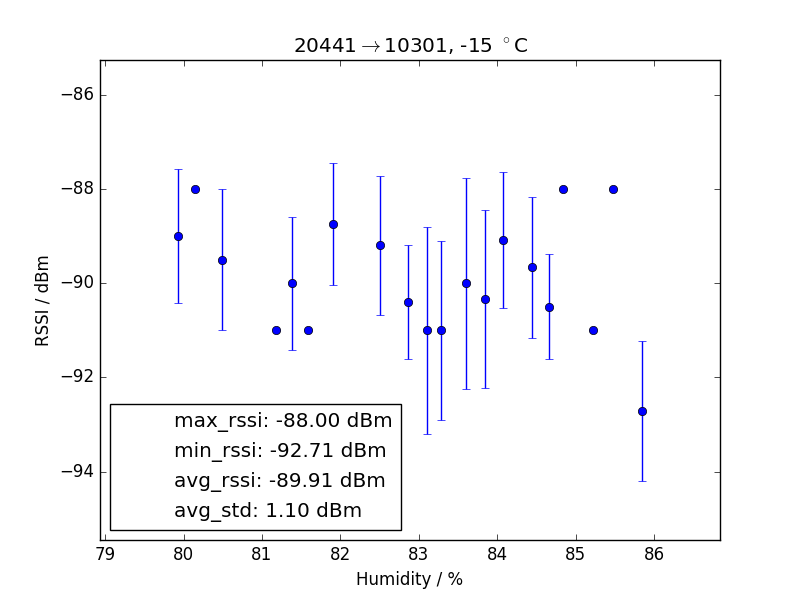 20441→10301, -15 °C
RSSI / dBm
−86
−88
−90
−92
−94
max_rssi: -88.00 dBm
min_rssi: -92.71 dBm
avg_rssi: -89.91 dBm
avg_std: 1.10 dBm
79 80 81 82 83 84 85 86
Humidity / %